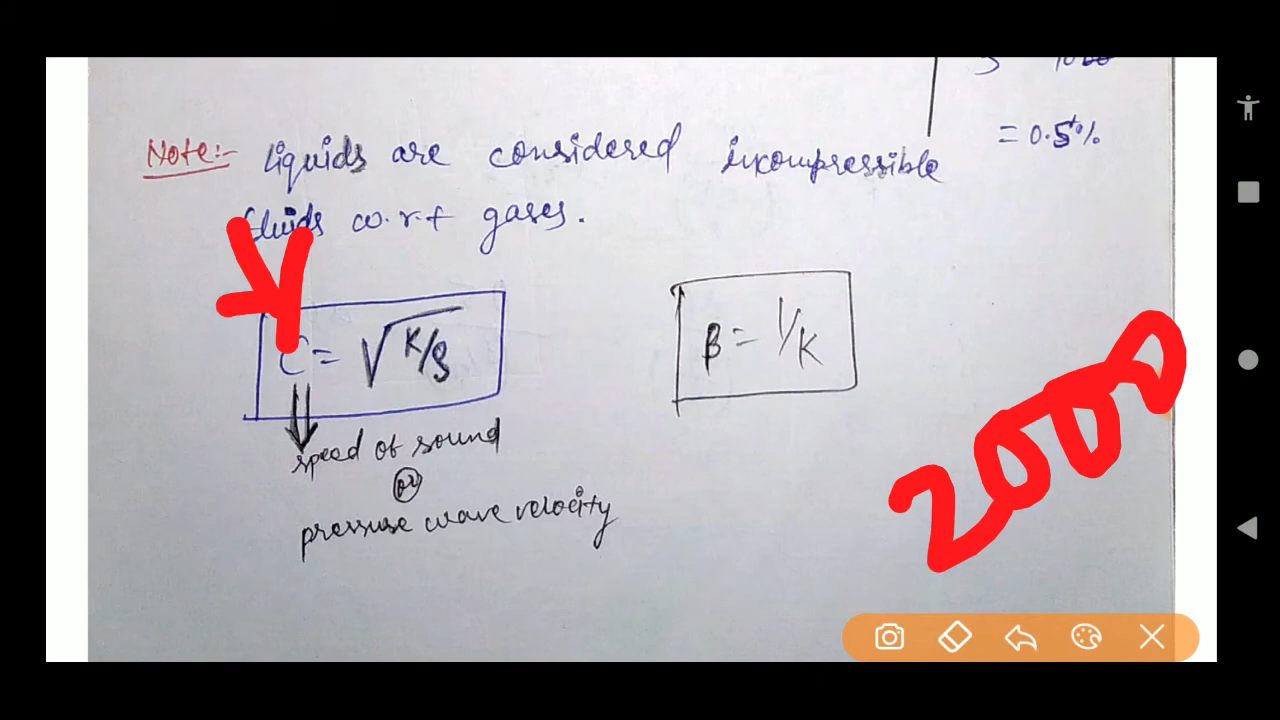 Note:- Liquids are considered incompressible
fluids w.r.t gases.
= 0.5%
C = √K/ρ
β = 1/K
speed of sound
or
pressure wave velocity
2000